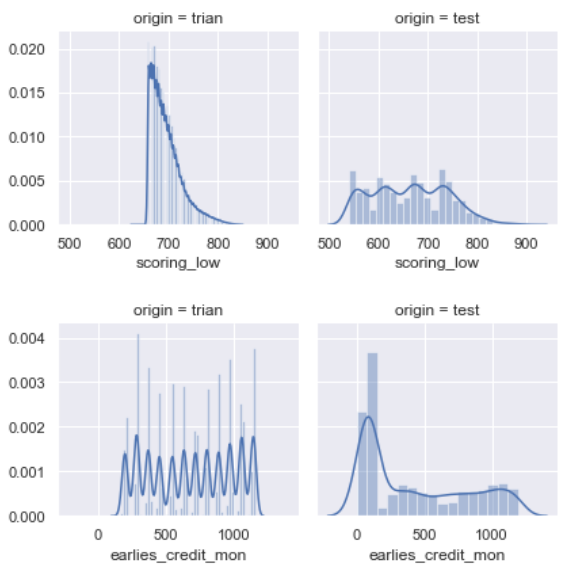 origin = trian
origin = test
0.020
0.015
0.010
0.005
0.000
500 600 700 800 900
500 600 700 800 900
scoring_low
scoring_low
origin = trian
origin = test
0.004
0.003
0.002
0.001
0.000
0 500 1000
0 500 1000
earlies_credit_mon
earlies_credit_mon